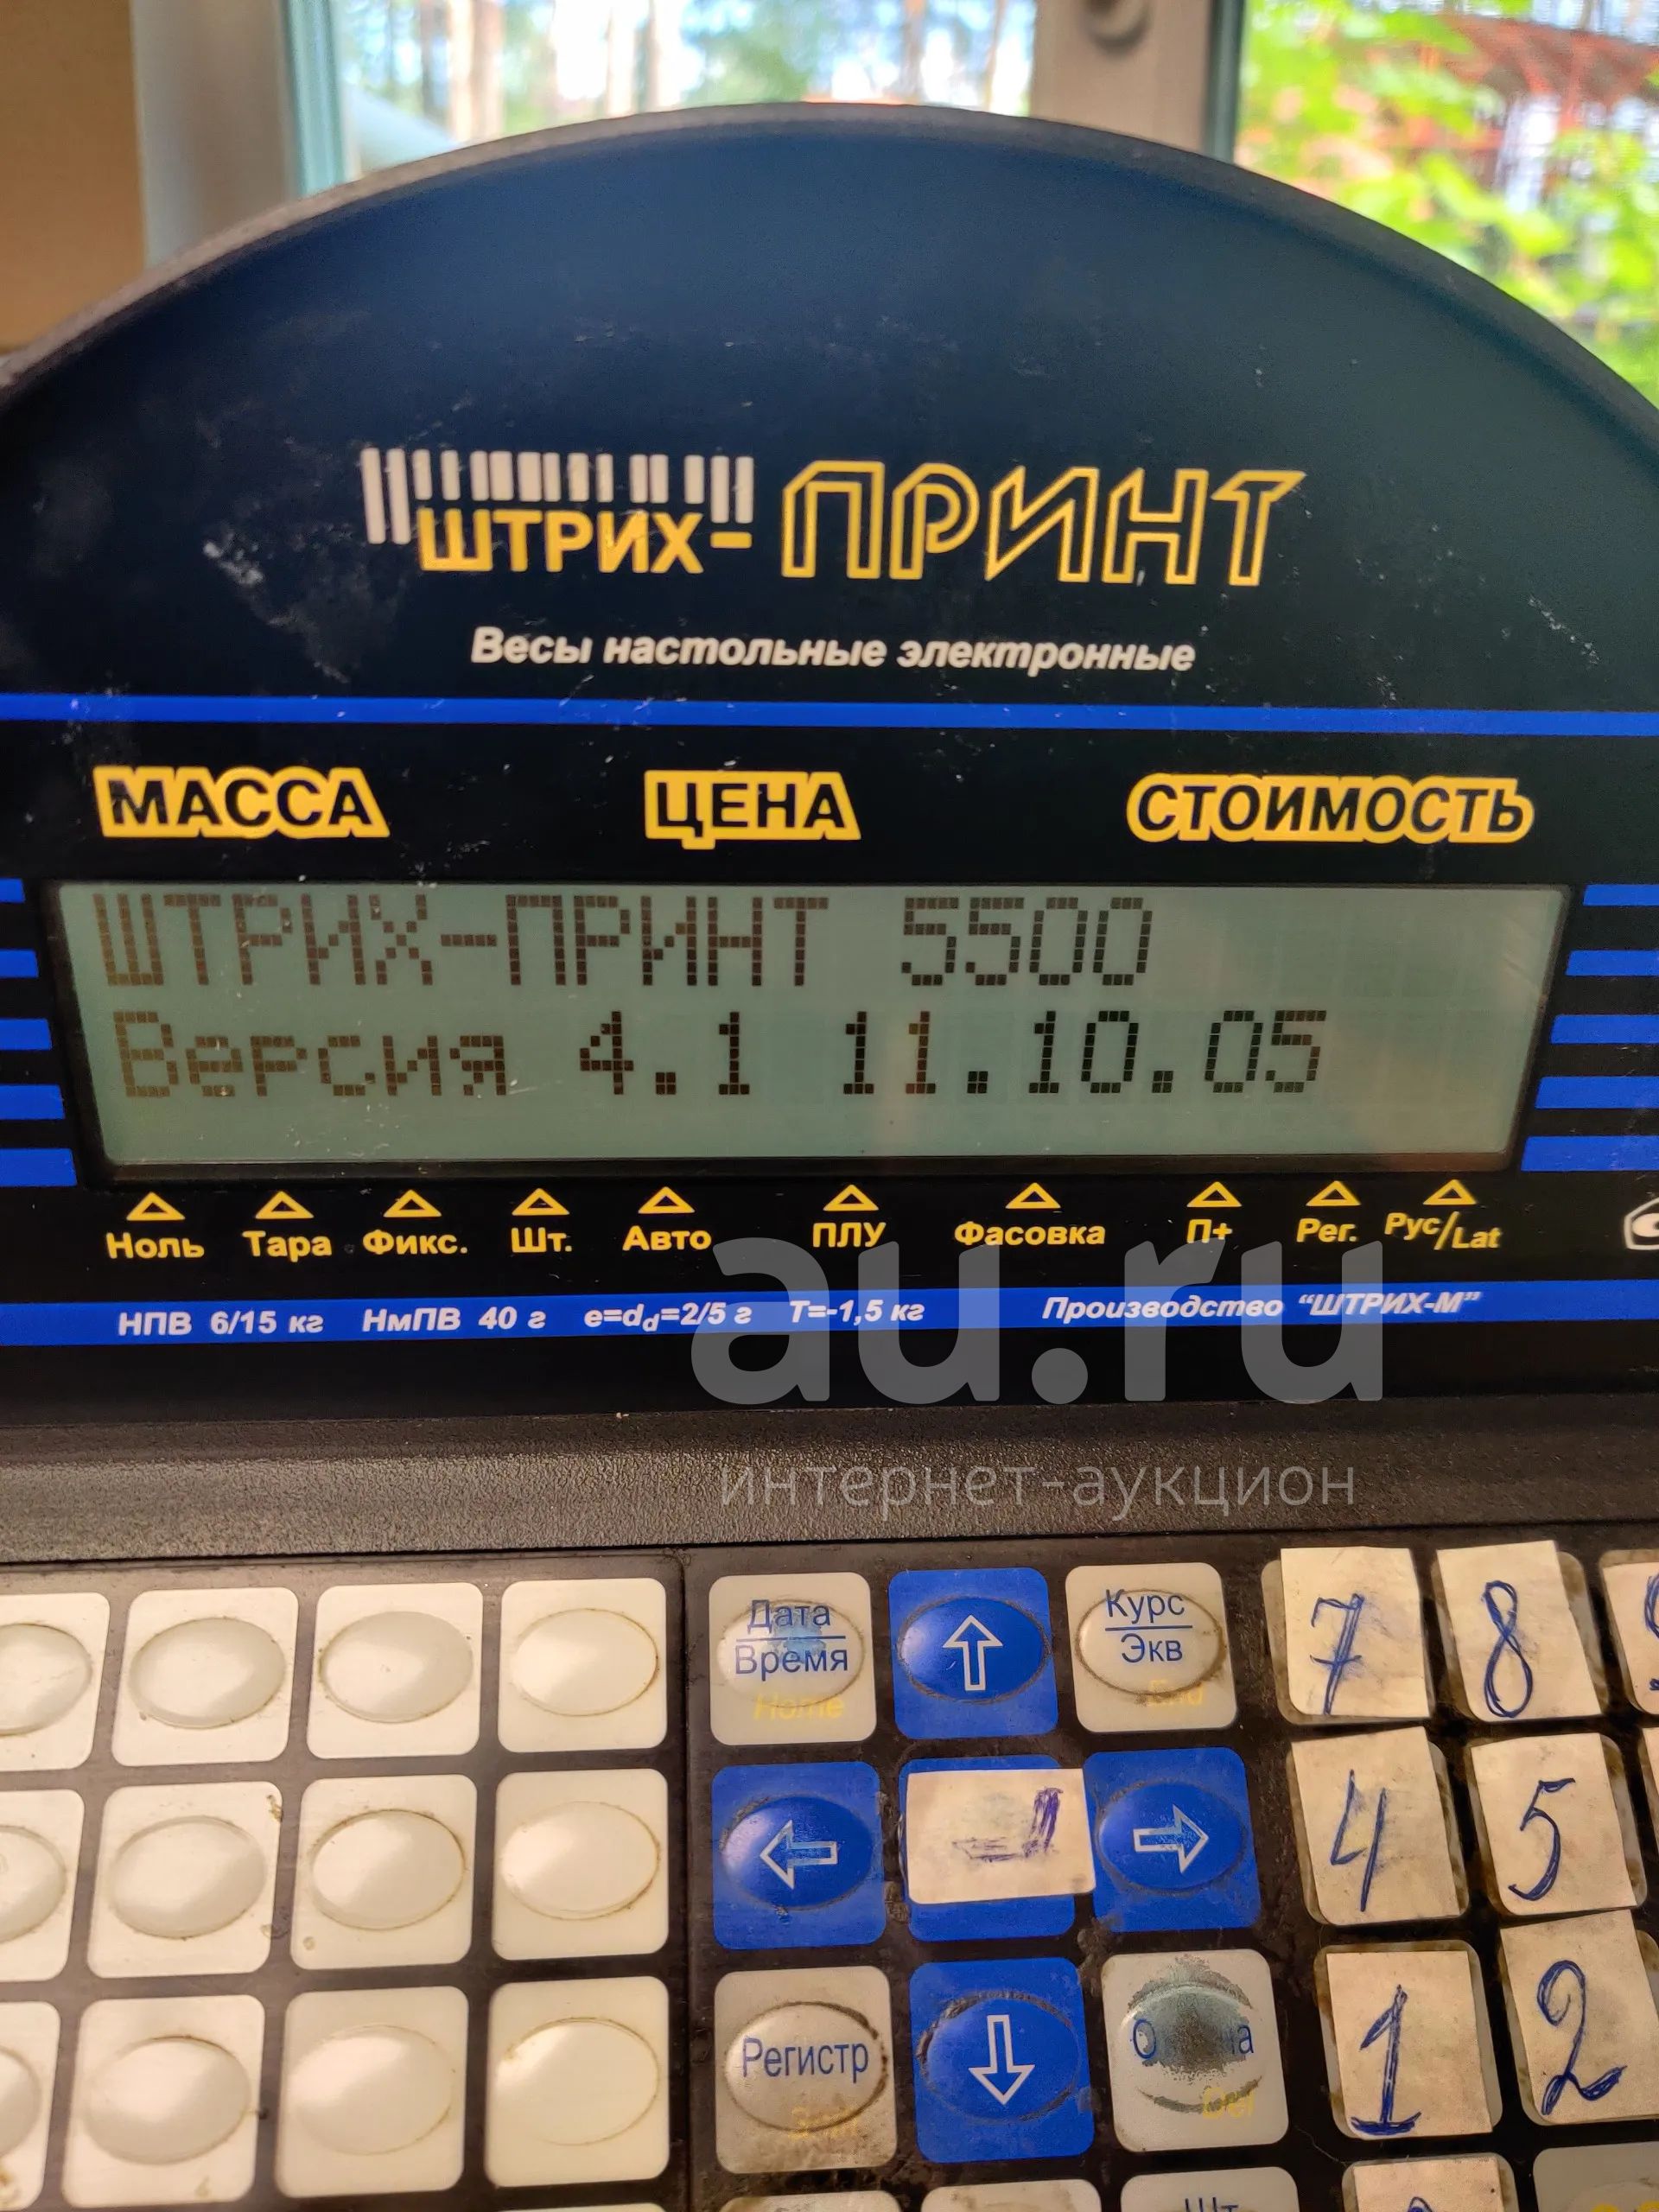 ШТРИХ-ПРИНТ
Весы настольные электронные
МАССА ЦЕНА СТОИМОСТЬ
ШТРИХ-ПРИНТ 5500
Версия 4.1 11.10.05
Ноль Тара Фикс. Шт. Авто ПЛУ Фасовка П+ Рег. Рус/Lat
НПВ 6/15 кг НмПВ 40 г e=dd=2/5 г T=-1,5 кг Производство "ШТРИХ-М"
au.ru
интернет-аукцион
Дата
Время
Home
Курс
Экв
End
7 8
4 5
Регистр
Shift
Del
1 2
Шт